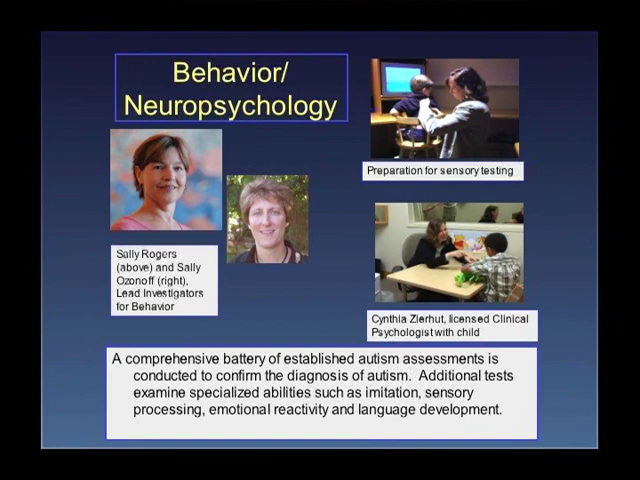 Behavior/
Neuropsychology
Preparation for sensory testing
Sally Rogers
(above) and Sally
Ozonoff (right),
Lead Investigators
for Behavior
Cynthia Zierhut, licensed Clinical
Psychologist with child
A comprehensive battery of established autism assessments is
conducted to confirm the diagnosis of autism. Additional tests
examine specialized abilities such as imitation, sensory
processing, emotional reactivity and language development.